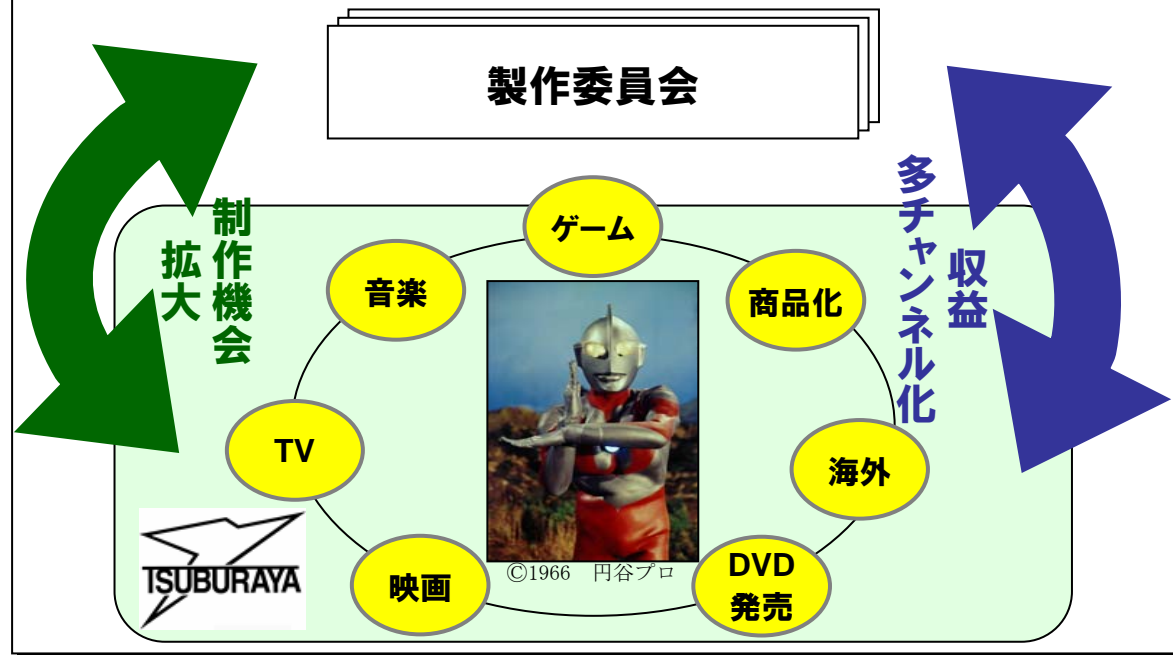 製作委員会
制作機会
拡大
収益
多チャンネル化
ゲーム
音楽
商品化
TV
海外
映画
DVD
発売
©1966 円谷プロ
TSUBURAYA